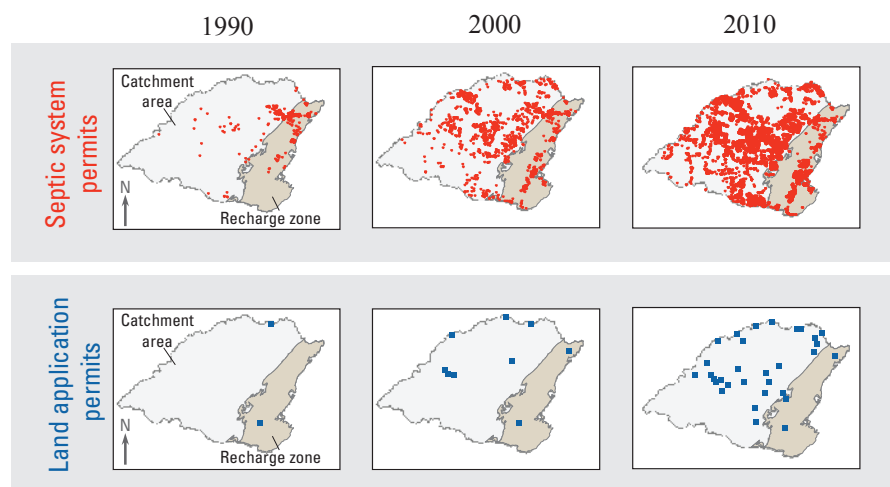 1990
2000
2010
Septic system
permits
Catchment
area
N
Recharge zone
Land application
permits
Catchment
area
N
Recharge zone